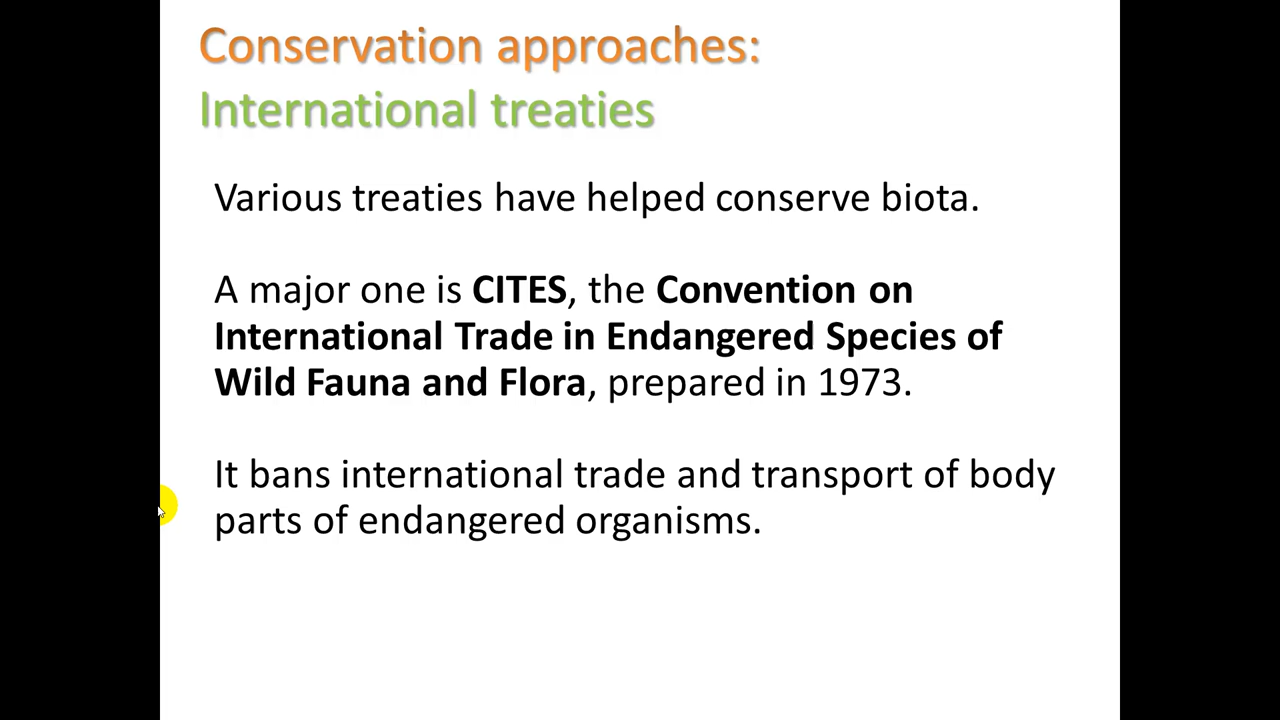 Conservation approaches:
International treaties
Various treaties have helped conserve biota.
A major one is CITES, the Convention on
International Trade in Endangered Species of
Wild Fauna and Flora, prepared in 1973.
It bans international trade and transport of body
parts of endangered organisms.